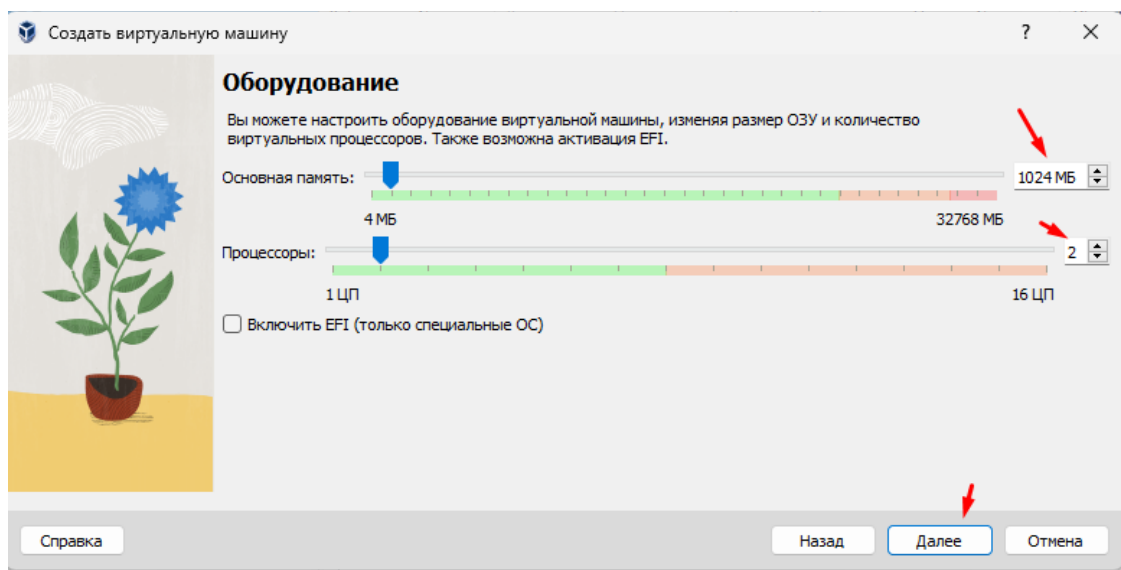 Создать виртуальную машину
?
Оборудование
Вы можете настроить оборудование виртуальной машины, изменяя размер ОЗУ и количество
виртуальных процессоров. Также возможна активация EFI.
Основная память:
1024 МБ
4 МБ
32768 МБ
Процессоры:
2
1 ЦП
16 ЦП
Включить EFI (только специальные ОС)
Справка
Назад
Далее
Отмена